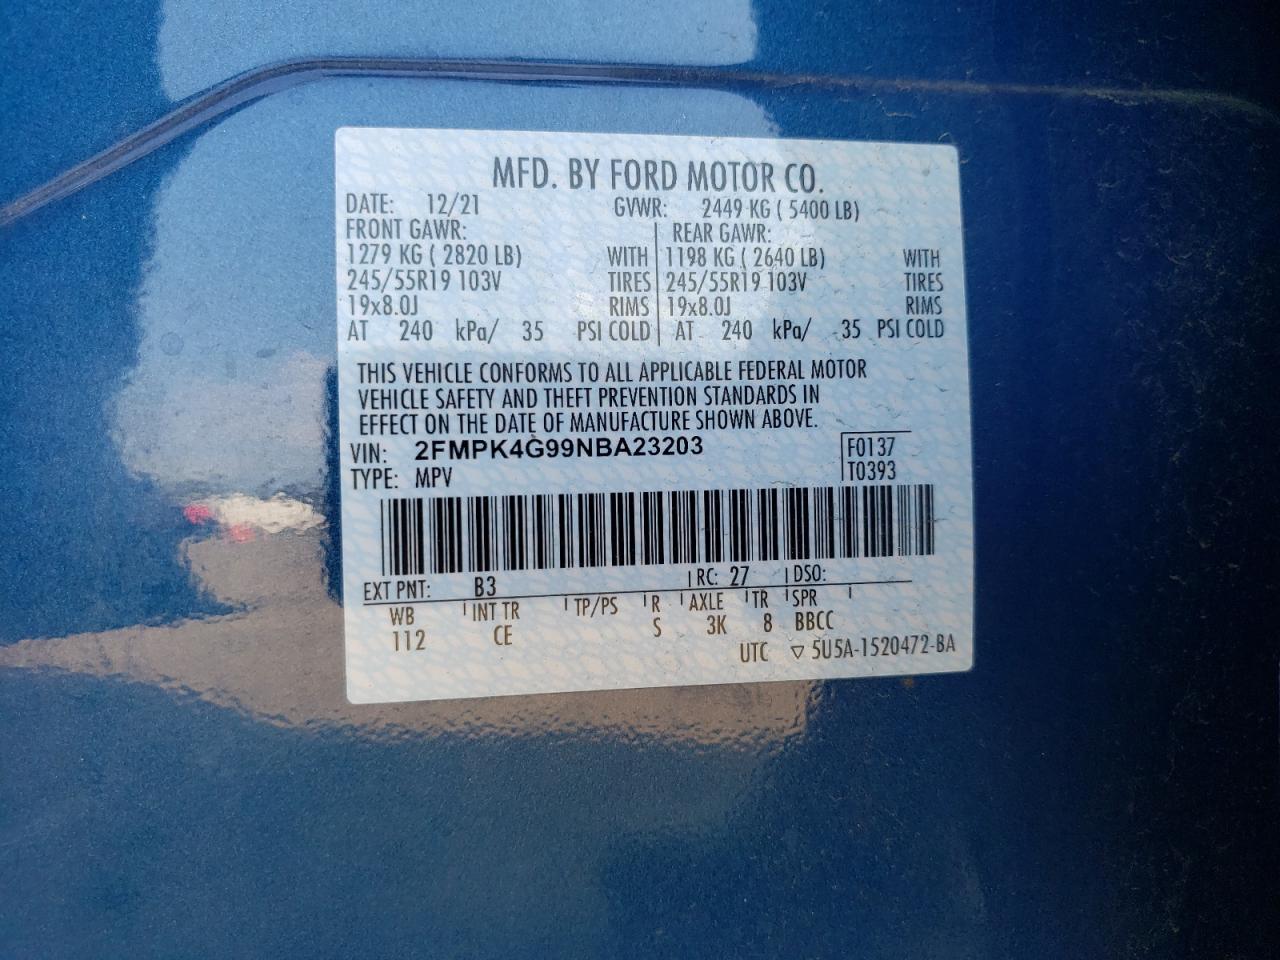 MFD. BY FORD MOTOR CO.
DATE: 12/21 GVWR: 2449 KG ( 5400 LB)
FRONT GAWR: REAR GAWR:
1279 KG ( 2820 LB) WITH 1198 KG ( 2640 LB) WITH
245/55R19 103V TIRES 245/55R19 103V TIRES
19x8.0J RIMS 19x8.0J RIMS
AT 240 kPa/ 35 PSI COLD AT 240 kPa/ 35 PSI COLD
THIS VEHICLE CONFORMS TO ALL APPLICABLE FEDERAL MOTOR
VEHICLE SAFETY AND THEFT PREVENTION STANDARDS IN
EFFECT ON THE DATE OF MANUFACTURE SHOWN ABOVE.
VIN: 2FMPK4G99NBA23203 F0137
TYPE: MPV T0393
EXT PNT: B3 RC: 27 DSO:
WB INT TR TP/PS R AXLE TR SPR
112 CE S 3K 8 BBCC
UTC ▽ 5U5A-1520472-BA